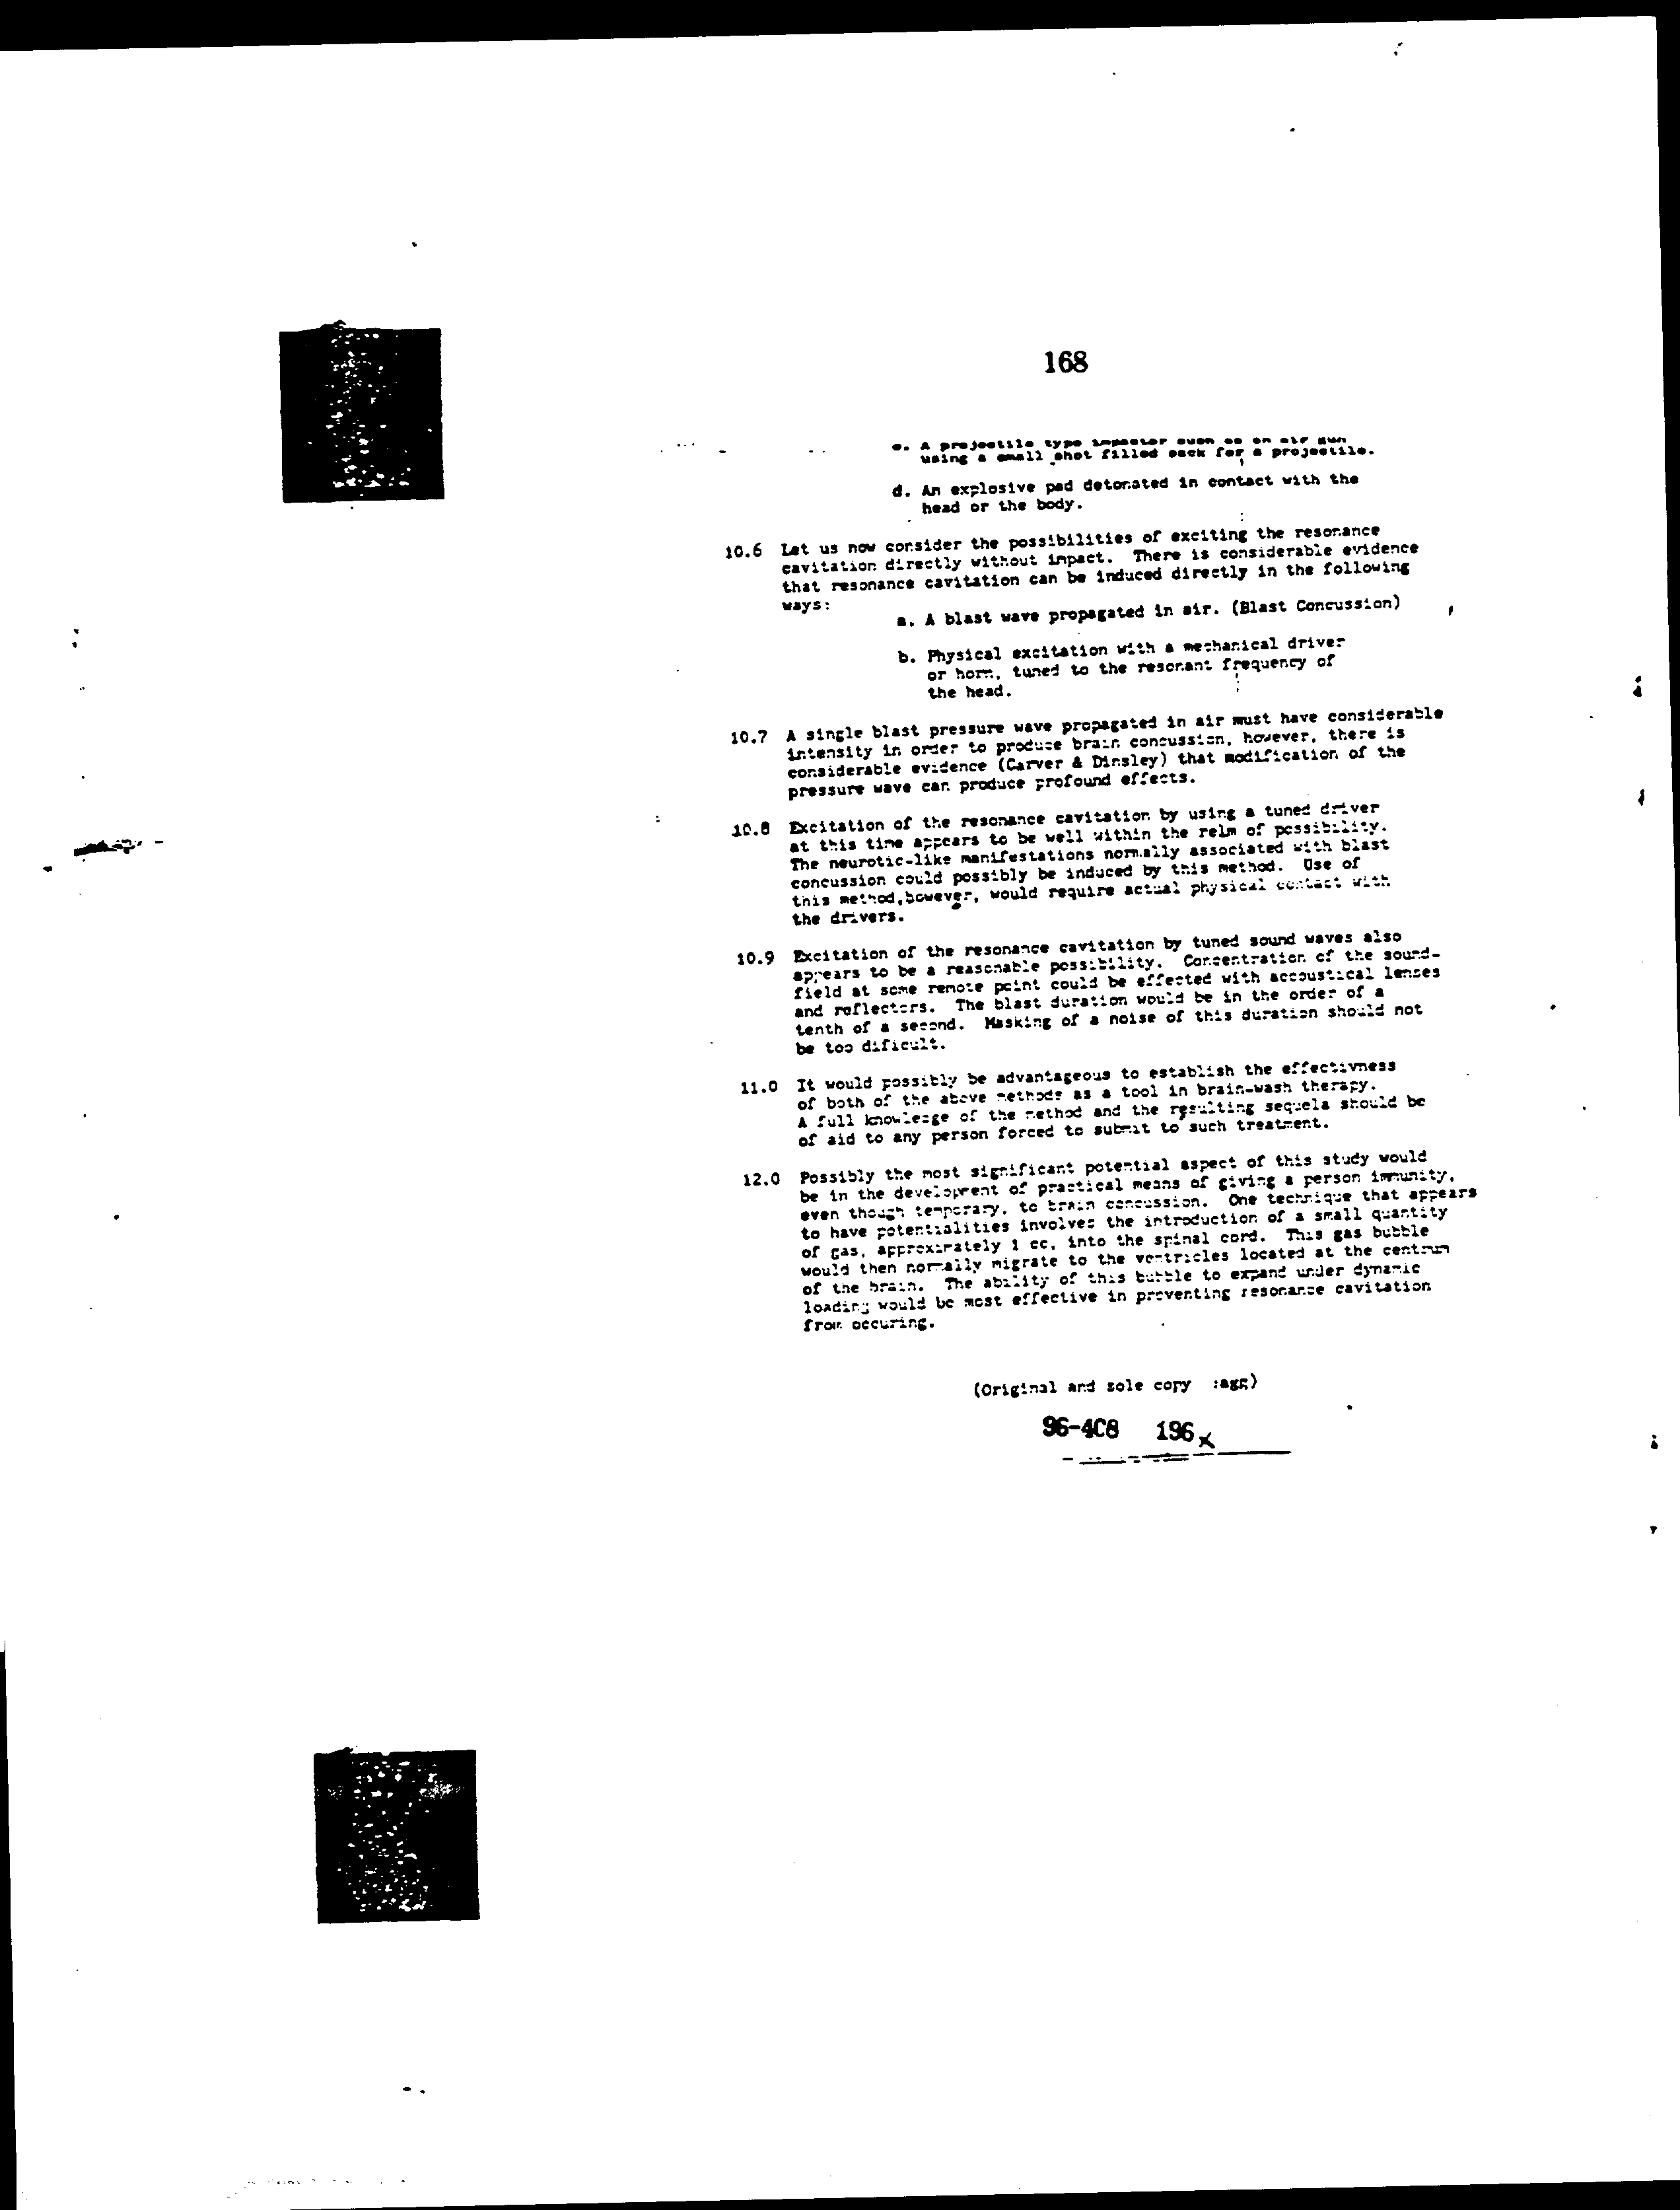 168
c. A projectile type impactor such as an air gun
using a small shot filled sack for a projectile.
d. An explosive pad detonated in contact with the
head or the body.
10.6 Let us now consider the possibilities of exciting the resonance
cavitation directly without impact. There is considerable evidence
that resonance cavitation can be induced directly in the following
ways:
a. A blast wave propagated in air. (Blast Concussion)
b. Physical excitation with a mechanical driver
or horn, tuned to the resonant frequency of
the head.
10.7 A single blast pressure wave propagated in air must have considerable
intensity in order to produce brain concussion, however, there is
considerable evidence (Carver & Dinsley) that modification of the
pressure wave can produce profound effects.
10.8 Excitation of the resonance cavitation by using a tuned driver
at this time appears to be well within the relm of possibility.
The neurotic-like manifestations normally associated with blast
concussion could possibly be induced by this method. Use of
this method,however, would require actual physical contact with
the drivers.
10.9 Excitation of the resonance cavitation by tuned sound waves also
appears to be a reasonable possibility. Concentration of the sound-
field at some remote point could be effected with accoustical lenses
and reflectors. The blast duration would be in the order of a
tenth of a second. Masking of a noise of this duration should not
be too dificult.
11.0 It would possibly be advantageous to establish the effectivness
of both of the above methods as a tool in brain-wash therapy.
A full knowledge of the method and the resulting sequela should be
of aid to any person forced to submit to such treatment.
12.0 Possibly the most significant potential aspect of this study would
be in the development of practical means of giving a person immunity,
even though temporary, to brain concussion. One technique that appears
to have potentialities involves the introduction of a small quantity
of gas, approximately 1 cc, into the spinal cord. This gas bubble
would then normally migrate to the ventricles located at the centrum
of the brain. The ability of this bubble to expand under dynamic
loading would be most effective in preventing resonance cavitation
from occuring.
(Original and sole copy :agg)
96-408 196